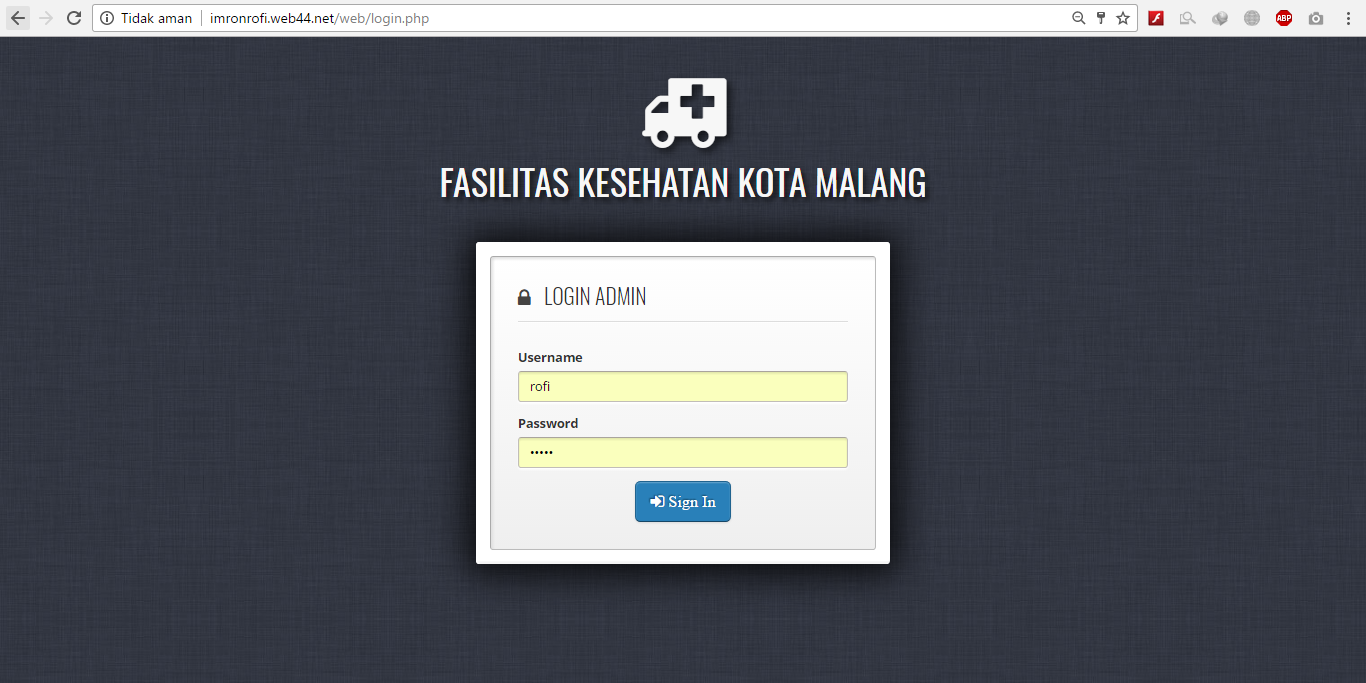 Tidak aman imronrofi.web44.net/web/login.php
ABP
FASILITAS KESEHATAN KOTA MALANG
LOGIN ADMIN
Username
rofi
Password
•••••
Sign In